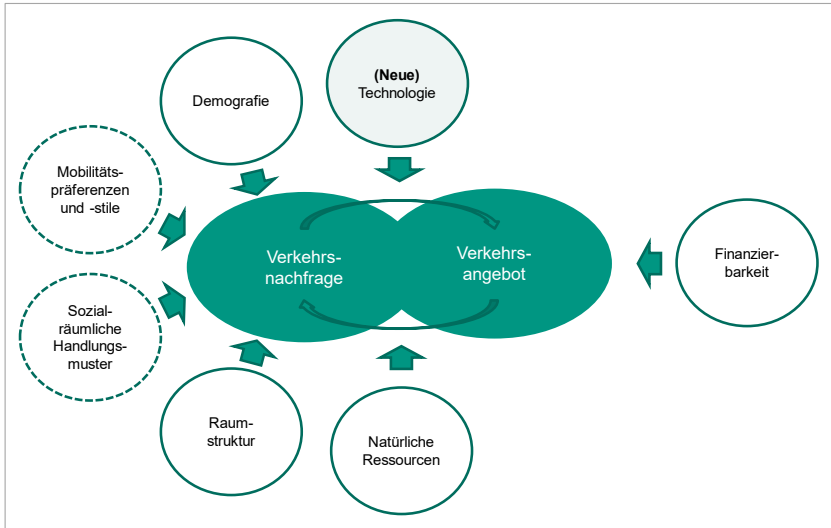 (Neue)
Technologie
Demografie
Mobilitäts-
präferenzen
und -stile
Verkehrs-
nachfrage
Verkehrs-
angebot
Finanzier-
barkeit
Sozial-
räumliche
Handlungs-
muster
Raum-
struktur
Natürliche
Ressourcen